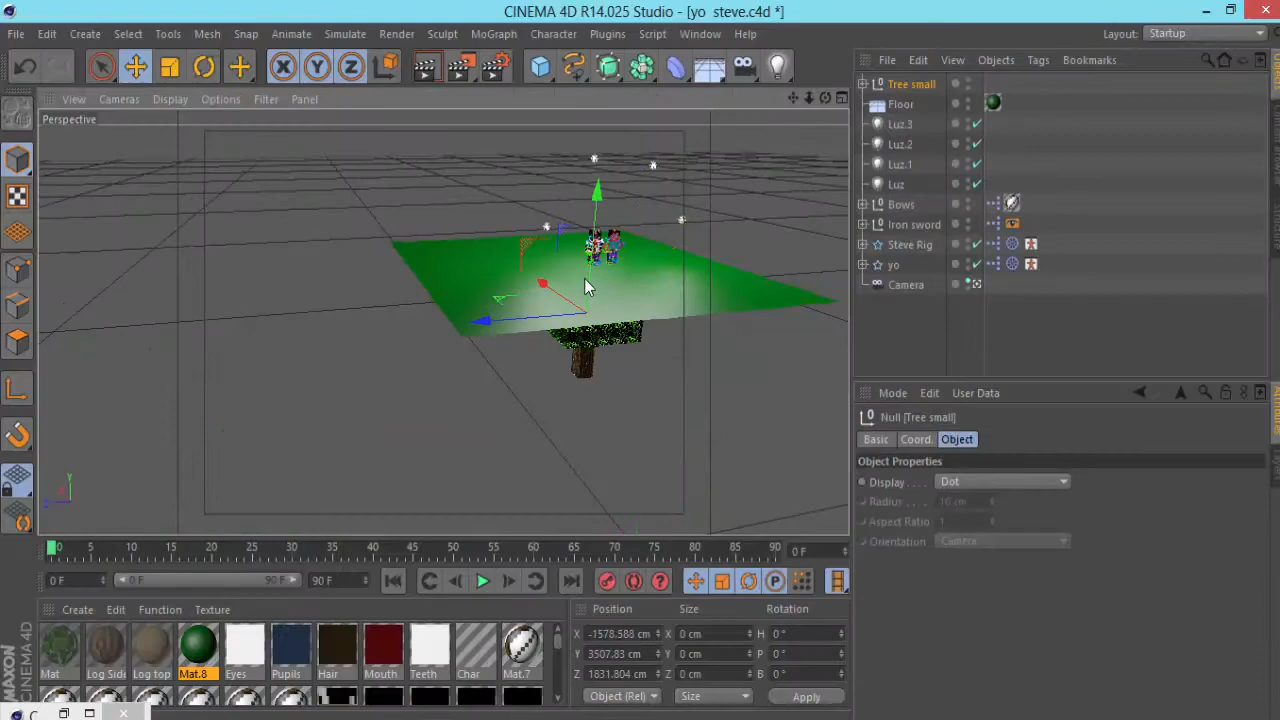 CINEMA 4D R14.025 Studio - [yo steve.c4d *]
File Edit Create Select Tools Mesh Snap Animate Simulate Render Sculpt MoGraph Character Plugins Script Window Help
Layout: Startup
View Cameras Display Options Filter Panel
Perspective
File Edit View Objects Tags Bookmarks
Tree small
Floor
Luz.3
Luz.2
Luz.1
Luz
Bows
Iron sword
Steve Rig
yo
Camera
Mode Edit User Data
Null [Tree small]
Basic Coord. Object
Object Properties
Display . . . . Dot
Radius . . . . 10 cm
Aspect Ratio 1
Orientation Camera
0 5 10 15 20 25 30 35 40 45 50 55 60 65 70 75 80 85 90 0 F
0 F 0 F 90 F 90 F
Create Edit Function Texture
Mat Log Side Log top Mat.8 Eyes Pupils Hair Mouth Teeth Char Mat.7
Position Size Rotation
X -1578.588 cm X 0 cm H 0 °
Y 3507.83 cm Y 0 cm P 0 °
Z 1831.804 cm Z 0 cm B 0 °
Object (Rel) Size Apply
MAXON CINEMA 4D